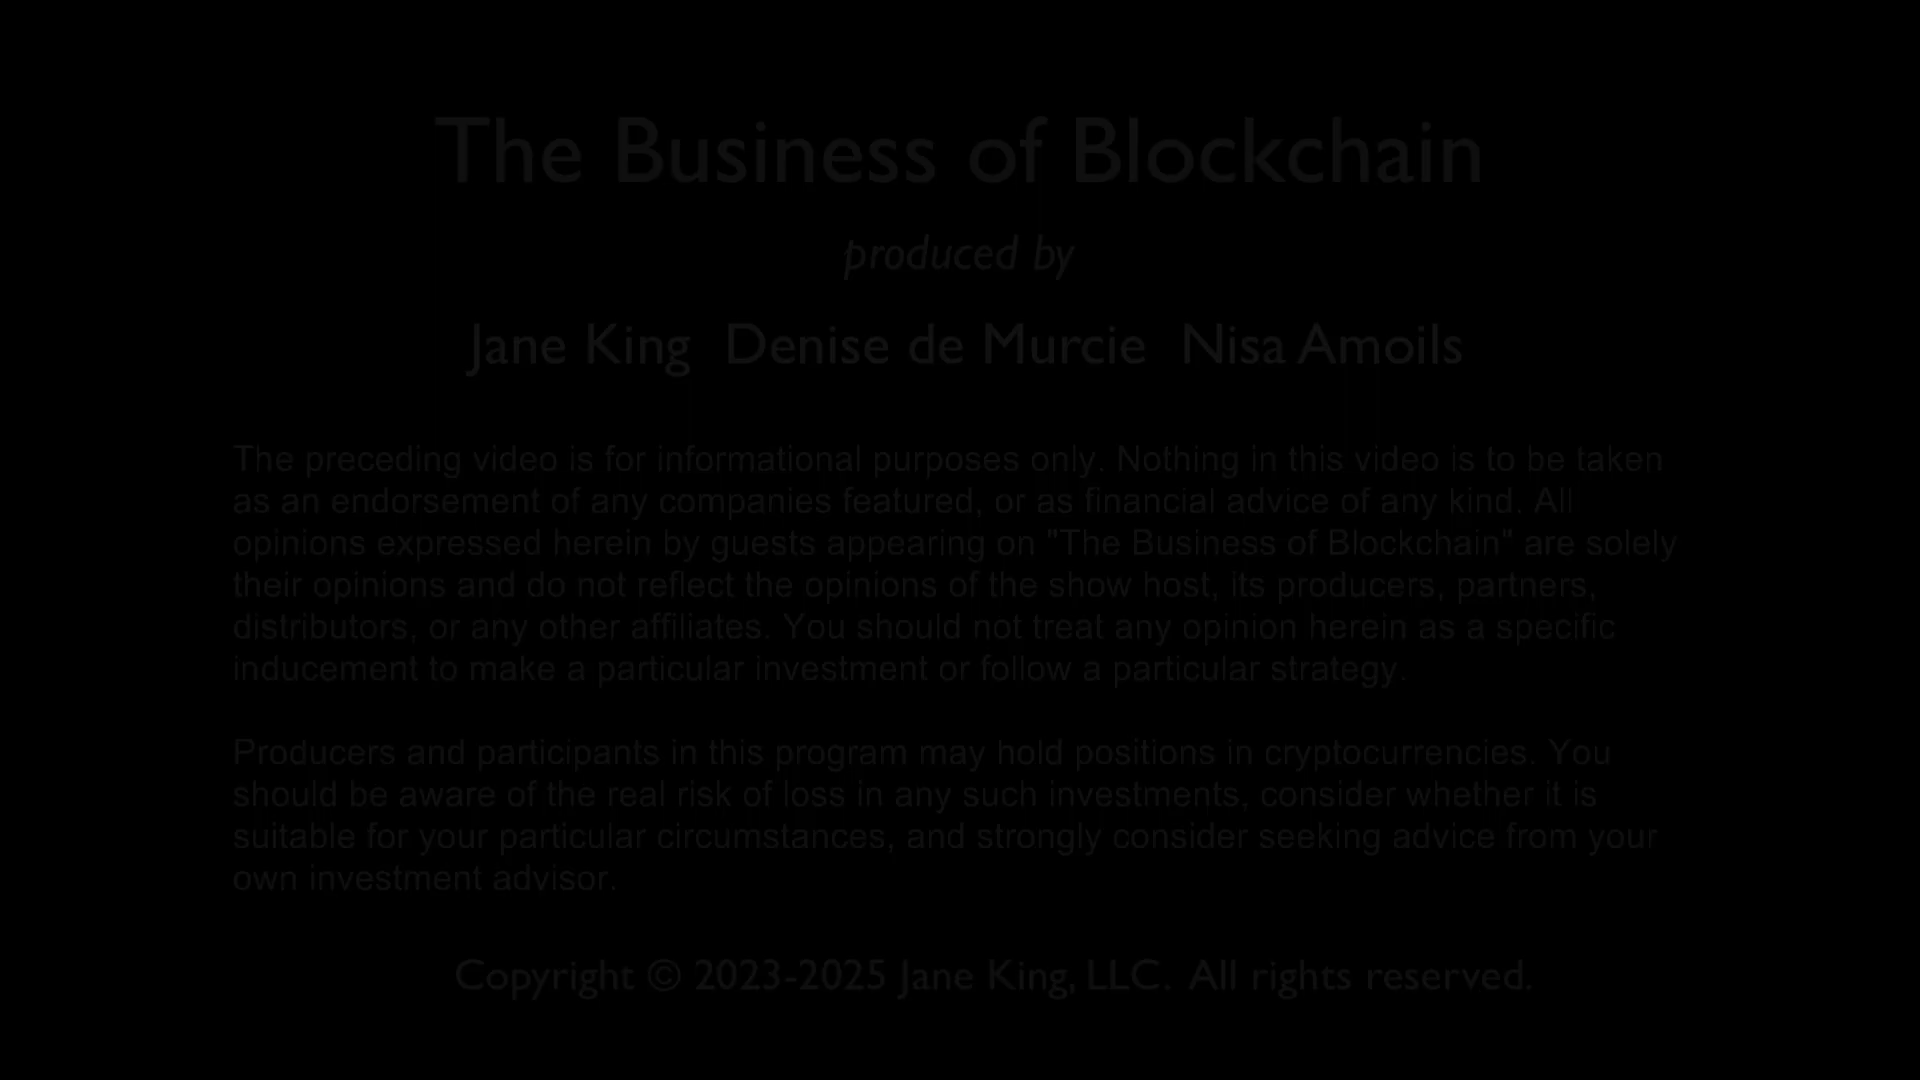 The Business of Blockchain
produced by
Jane King Denise de Murcie Nisa Amoils
The preceding video is for informational purposes only. Nothing in this video is to be taken
as an endorsement of any companies featured, or as financial advice of any kind. All
opinions expressed herein by guests appearing on "The Business of Blockchain" are solely
their opinions and do not reflect the opinions of the show host, its producers, partners,
distributors, or any other affiliates. You should not treat any opinion herein as a specific
inducement to make a particular investment or follow a particular strategy.
Producers and participants in this program may hold positions in cryptocurrencies. You
should be aware of the real risk of loss in any such investments, consider whether it is
suitable for your particular circumstances, and strongly consider seeking advice from your
own investment advisor.
Copyright © 2023-2025 Jane King, LLC. All rights reserved.